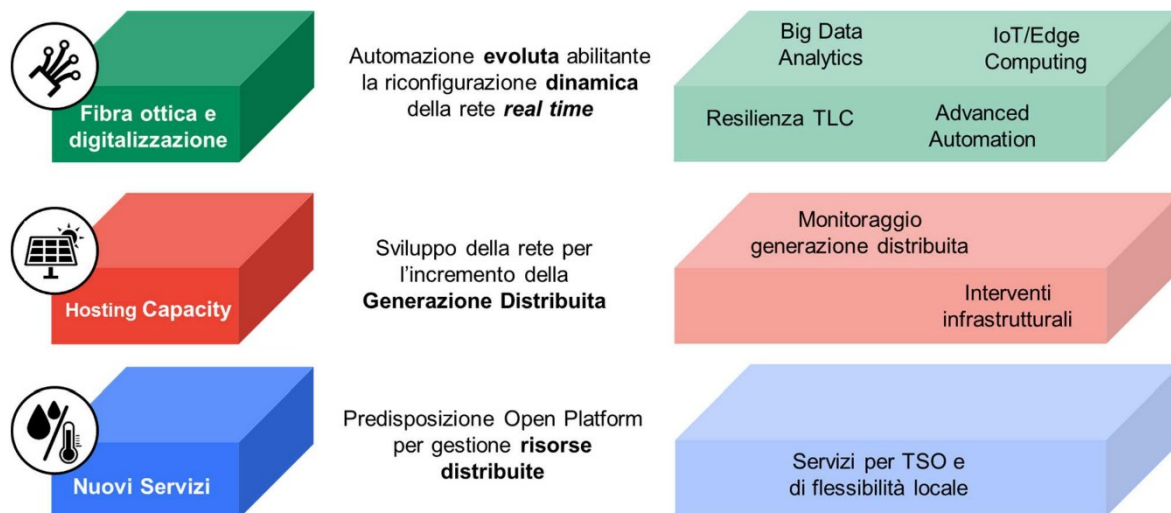 Fibra ottica e
digitalizzazione
Automazione evoluta abilitante
la riconfigurazione dinamica
della rete real time
Big Data
Analytics
IoT/Edge
Computing
Resilienza TLC
Advanced
Automation
Hosting Capacity
Sviluppo della rete per
l’incremento della
Generazione Distribuita
Monitoraggio
generazione distribuita
Interventi
infrastrutturali
Nuovi Servizi
Predisposizione Open Platform
per gestione risorse
distribuite
Servizi per TSO e
di flessibilità locale